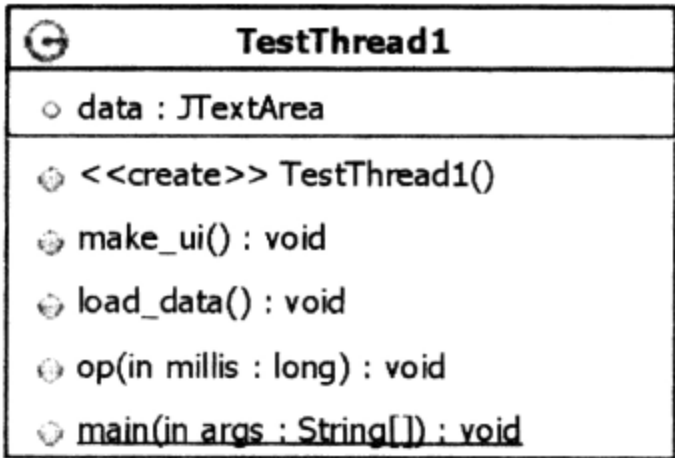 TestThread1
data : JTextArea
<<create>> TestThread1()
make_ui() : void
load_data() : void
op(in millis : long) : void
main(in args : String[]) : void